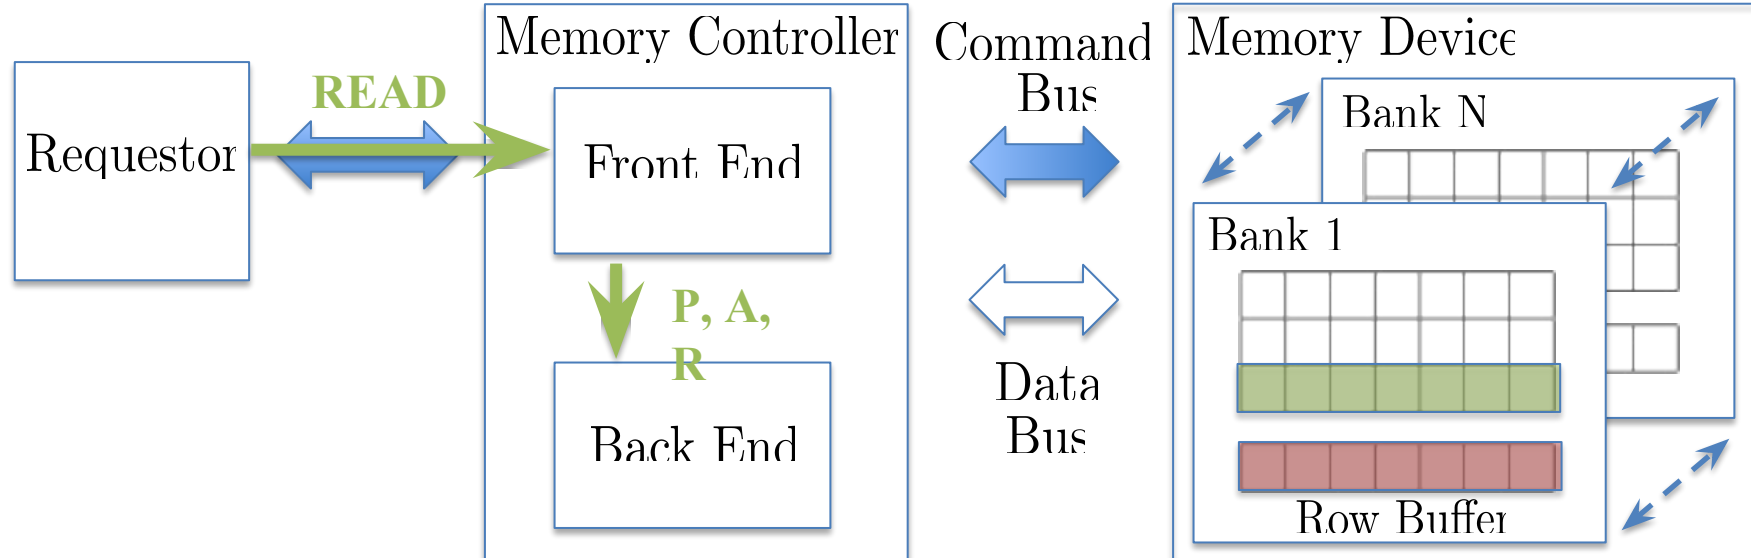 Memory Controller
Command
Bus
Memory Device
READ
Requestor
Front End
Bank N
Bank 1
P, A,
R
Data
Bus
Back End
Row Buffer